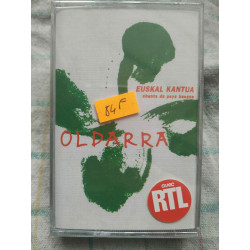 EUSKAL KANTUA
chants du pays basque
84F
OLDARRA
avec
RTL